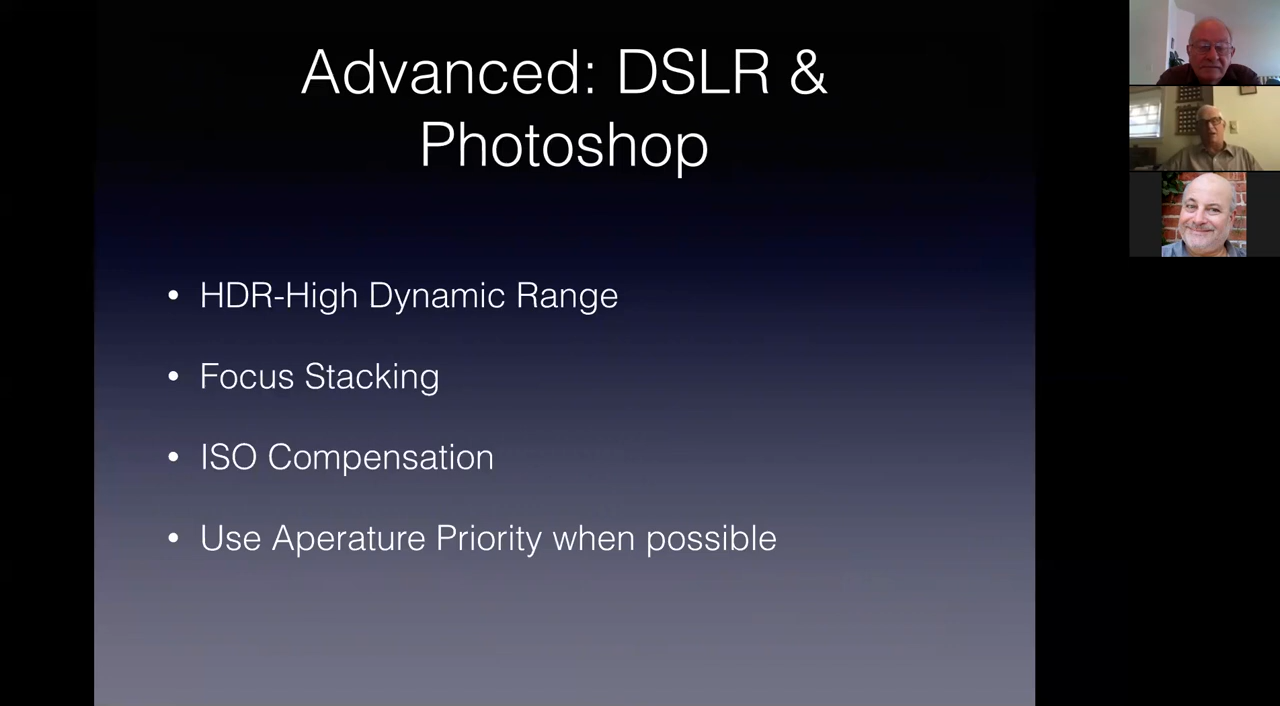 Advanced: DSLR &
Photoshop
• HDR-High Dynamic Range
• Focus Stacking
• ISO Compensation
• Use Aperature Priority when possible